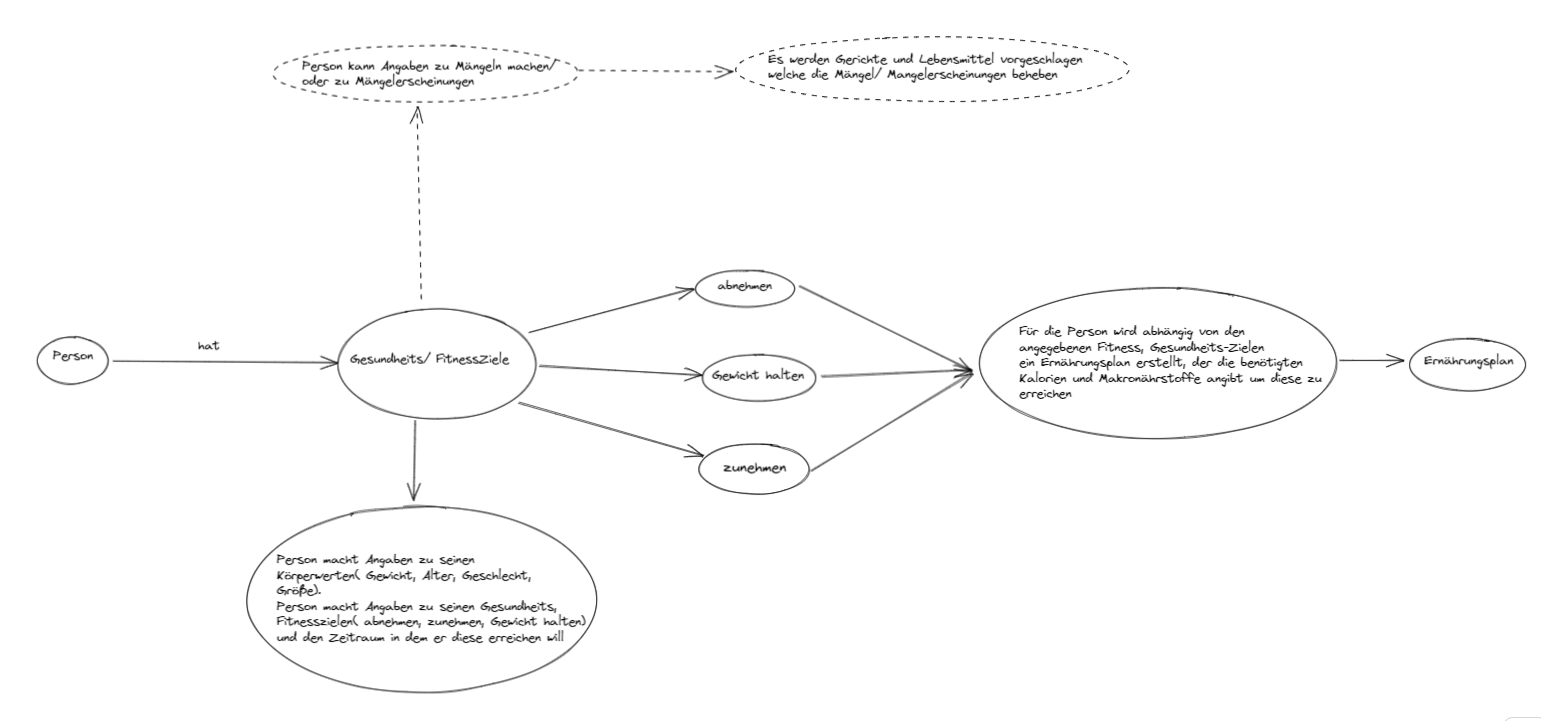 Person kann Angaben zu Mängeln machen/
oder zu Mängelerscheinungen
Es werden Gerichte und Lebensmittel vorgeschlagen
welche die Mängel/ Mangelerscheinungen beheben
Person
hat
Gesundheits/ FitnessZiele
abnehmen
Gewicht halten
zunehmen
Für die Person wird abhängig von den
angegebenen Fitness, Gesundheits-Zielen
ein Ernährungsplan erstellt, der die benötigten
Kalorien und Makronährstoffe angibt um diese zu
erreichen
Ernährungsplan
Person macht Angaben zu seinen
Körperwerten( Gewicht, Alter, Geschlecht,
Größe).
Person macht Angaben zu seinen Gesundheits,
Fitnesszielen( abnehmen, zunehmen, Gewicht halten)
und den Zeitraum in dem er diese erreichen will